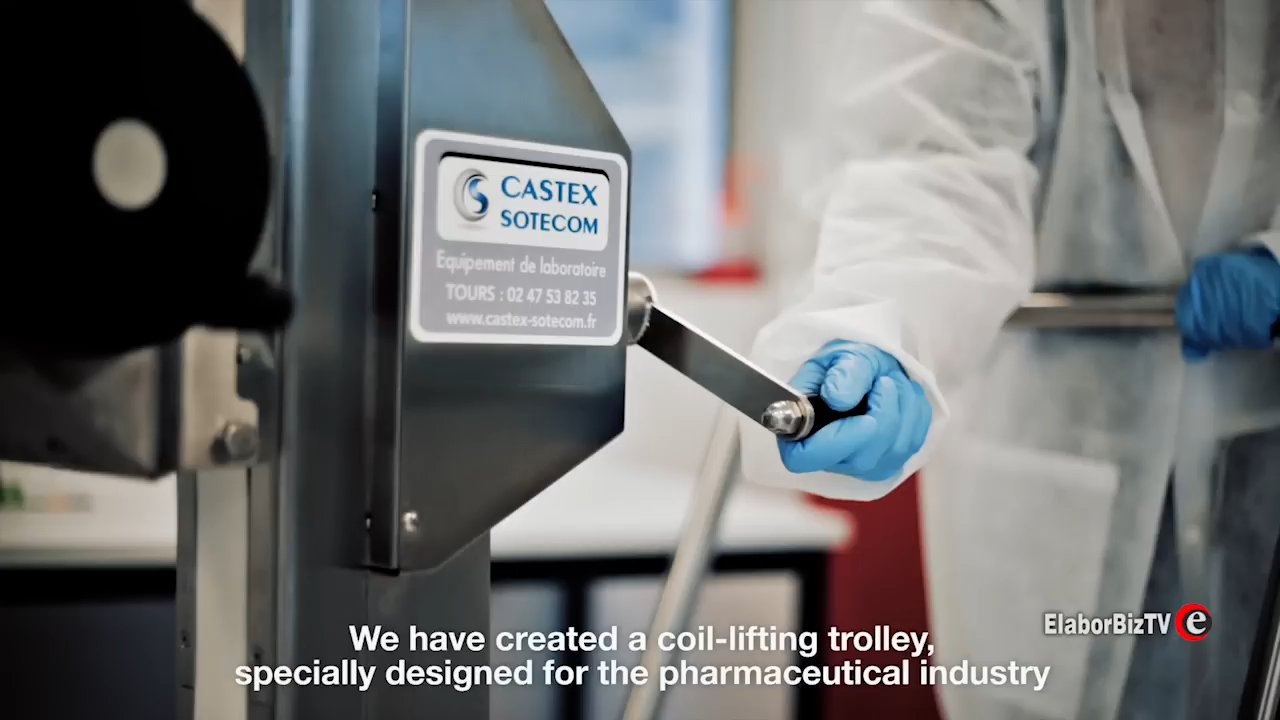 CASTEX
SOTECOM
Equipement de laboratoire
TOURS : 02 47 53 82 35
www.castex-sotecom.fr
ElaborBizTV e
We have created a coil-lifting trolley,
specially designed for the pharmaceutical industry